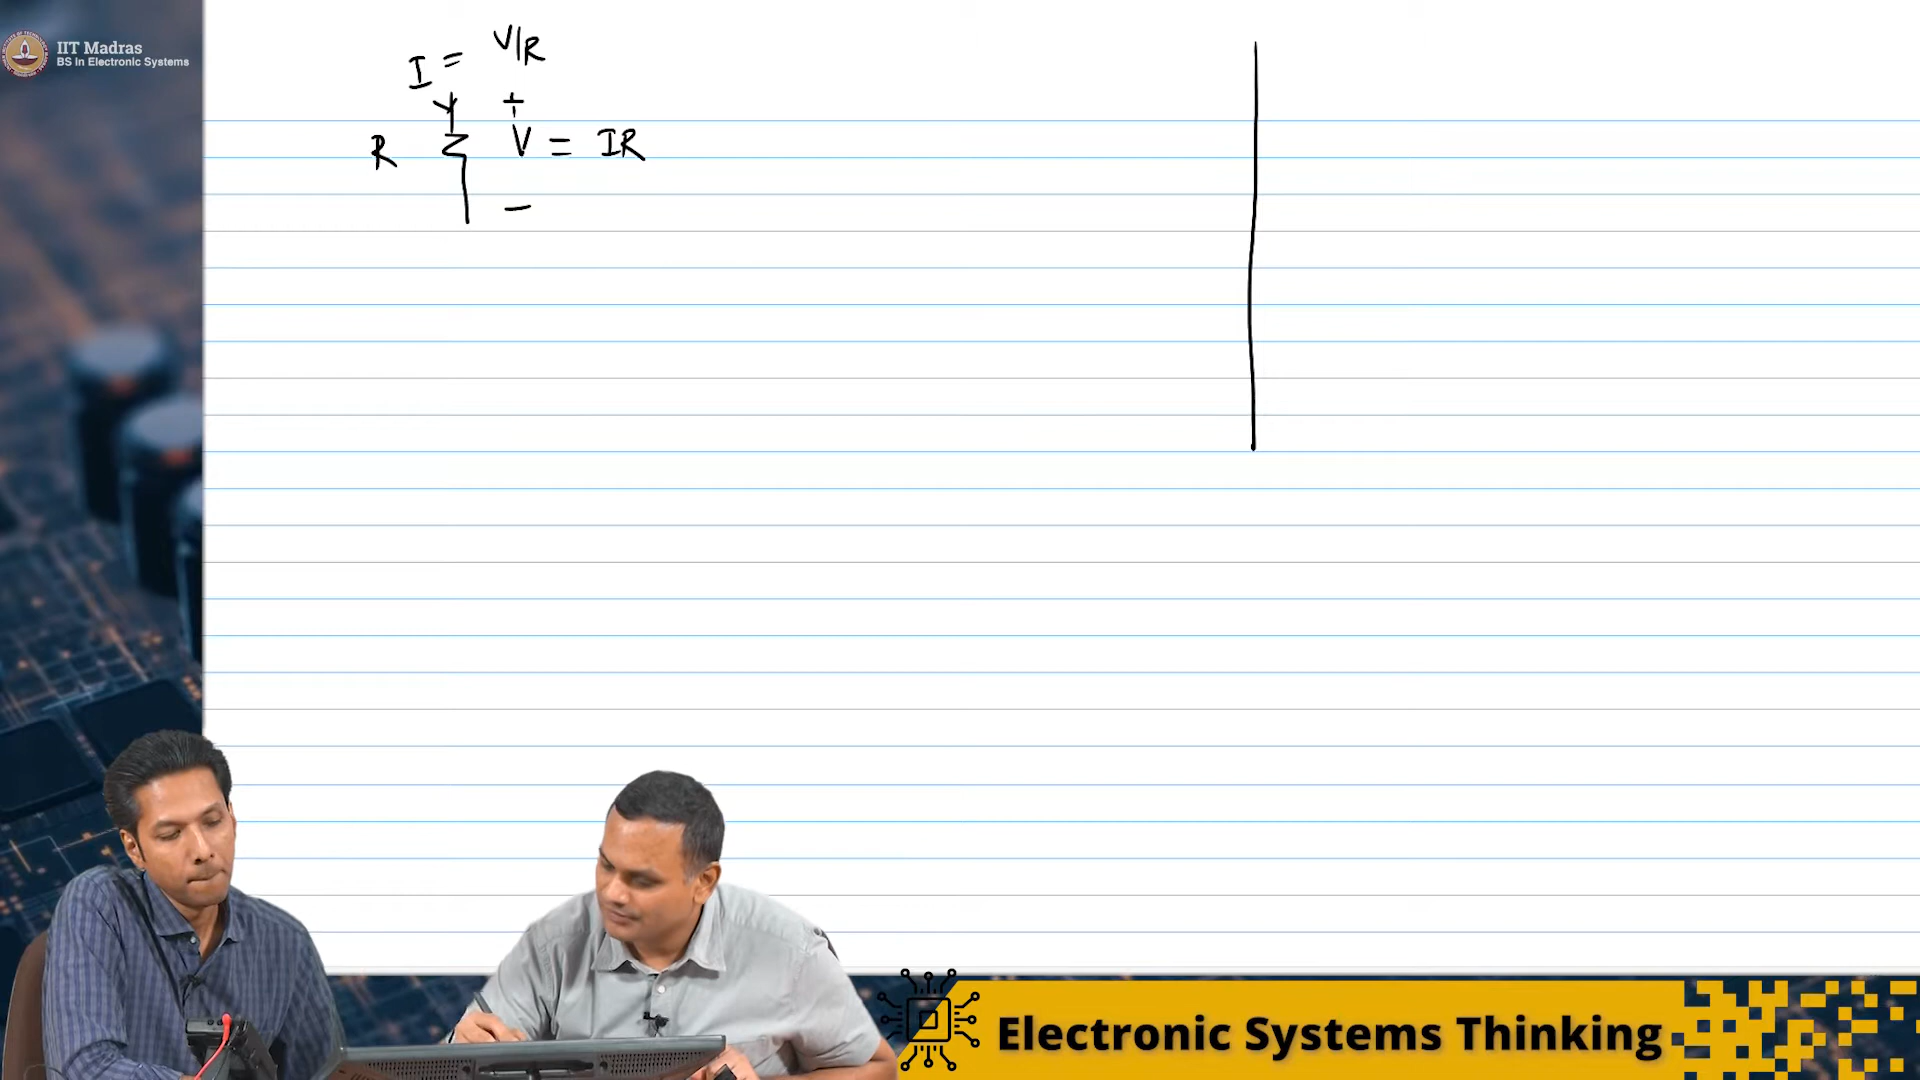 IIT Madras
BS In Electronic Systems
I = V/R
+
R V = IR
−
Electronic Systems Thinking